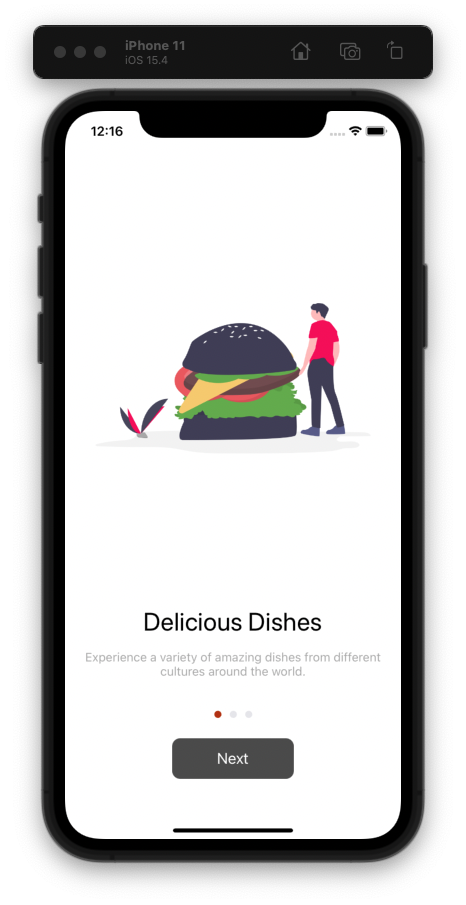 iPhone 11
iOS 15.4
12:16
Delicious Dishes
Experience a variety of amazing dishes from different
cultures around the world.
Next